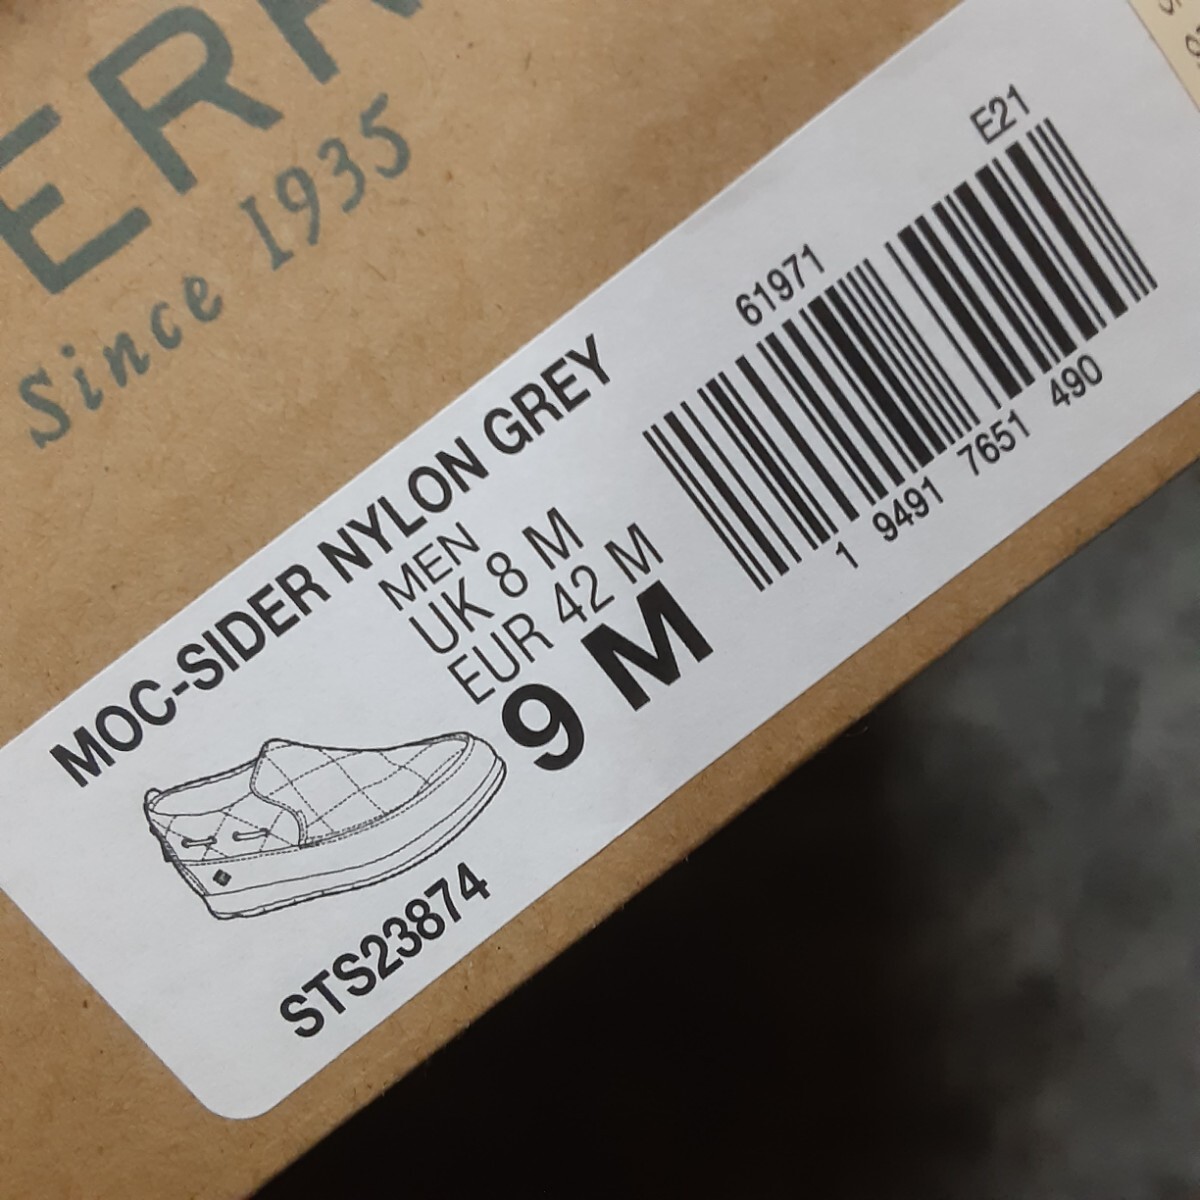 ERR
Since 1935
E21
61971
1 9491 7651 490
MOC-SIDER NYLON GREY
MEN
UK 8 M
EUR 42 M
9 M
STS23874